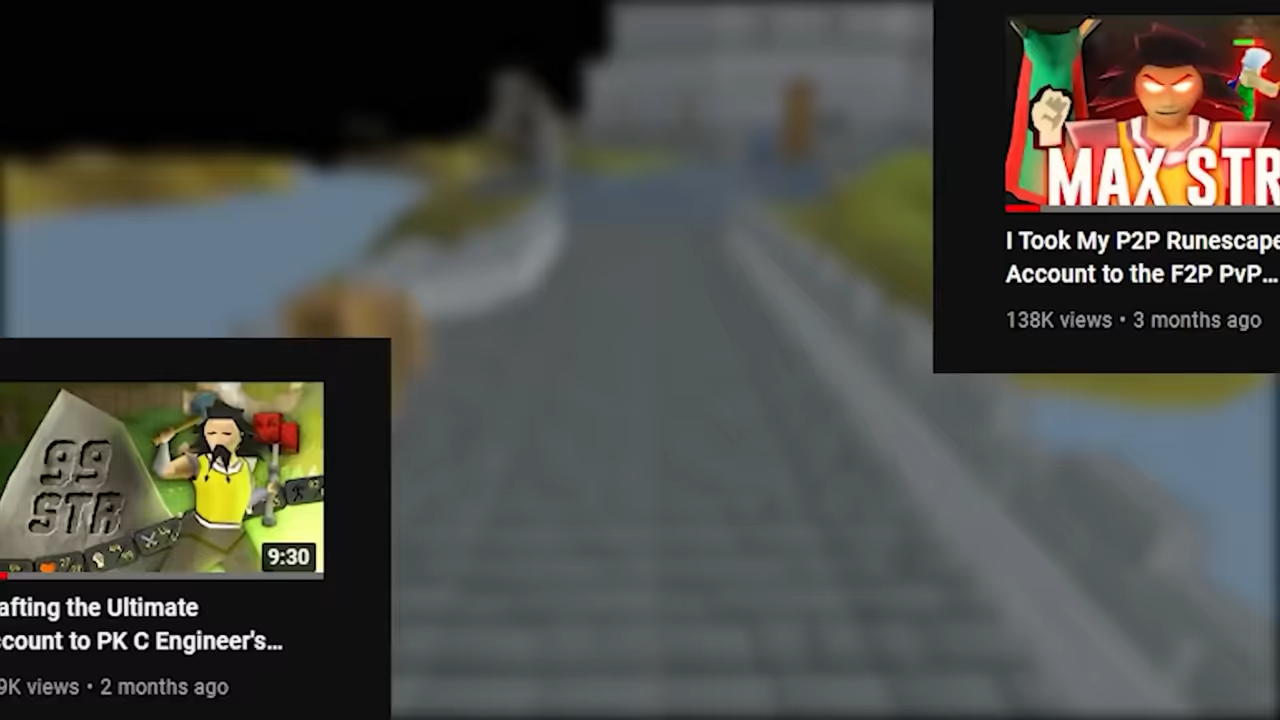 MAX STR
I Took My P2P Runescape
Account to the F2P PvP...
138K views • 3 months ago
99
STR
9:30
afting the Ultimate
ccount to PK C Engineer's...
9K views • 2 months ago